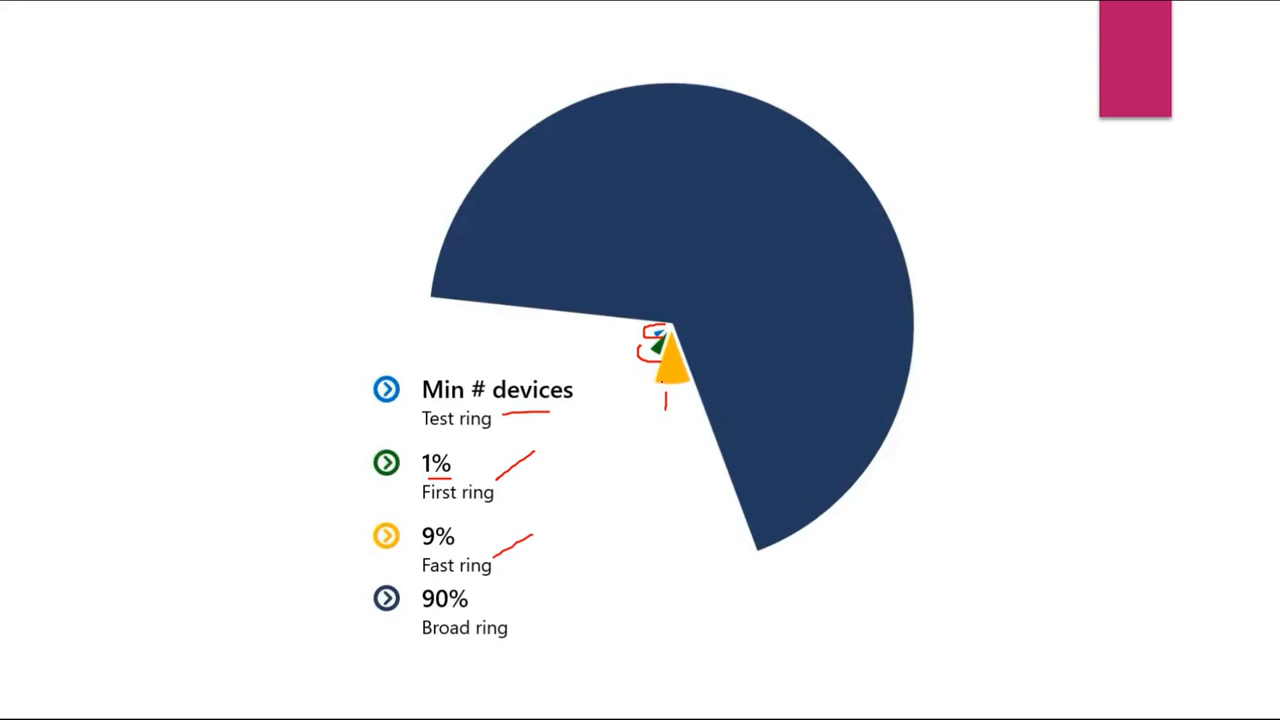 Min # devices
Test ring
1%
First ring
9%
Fast ring
90%
Broad ring